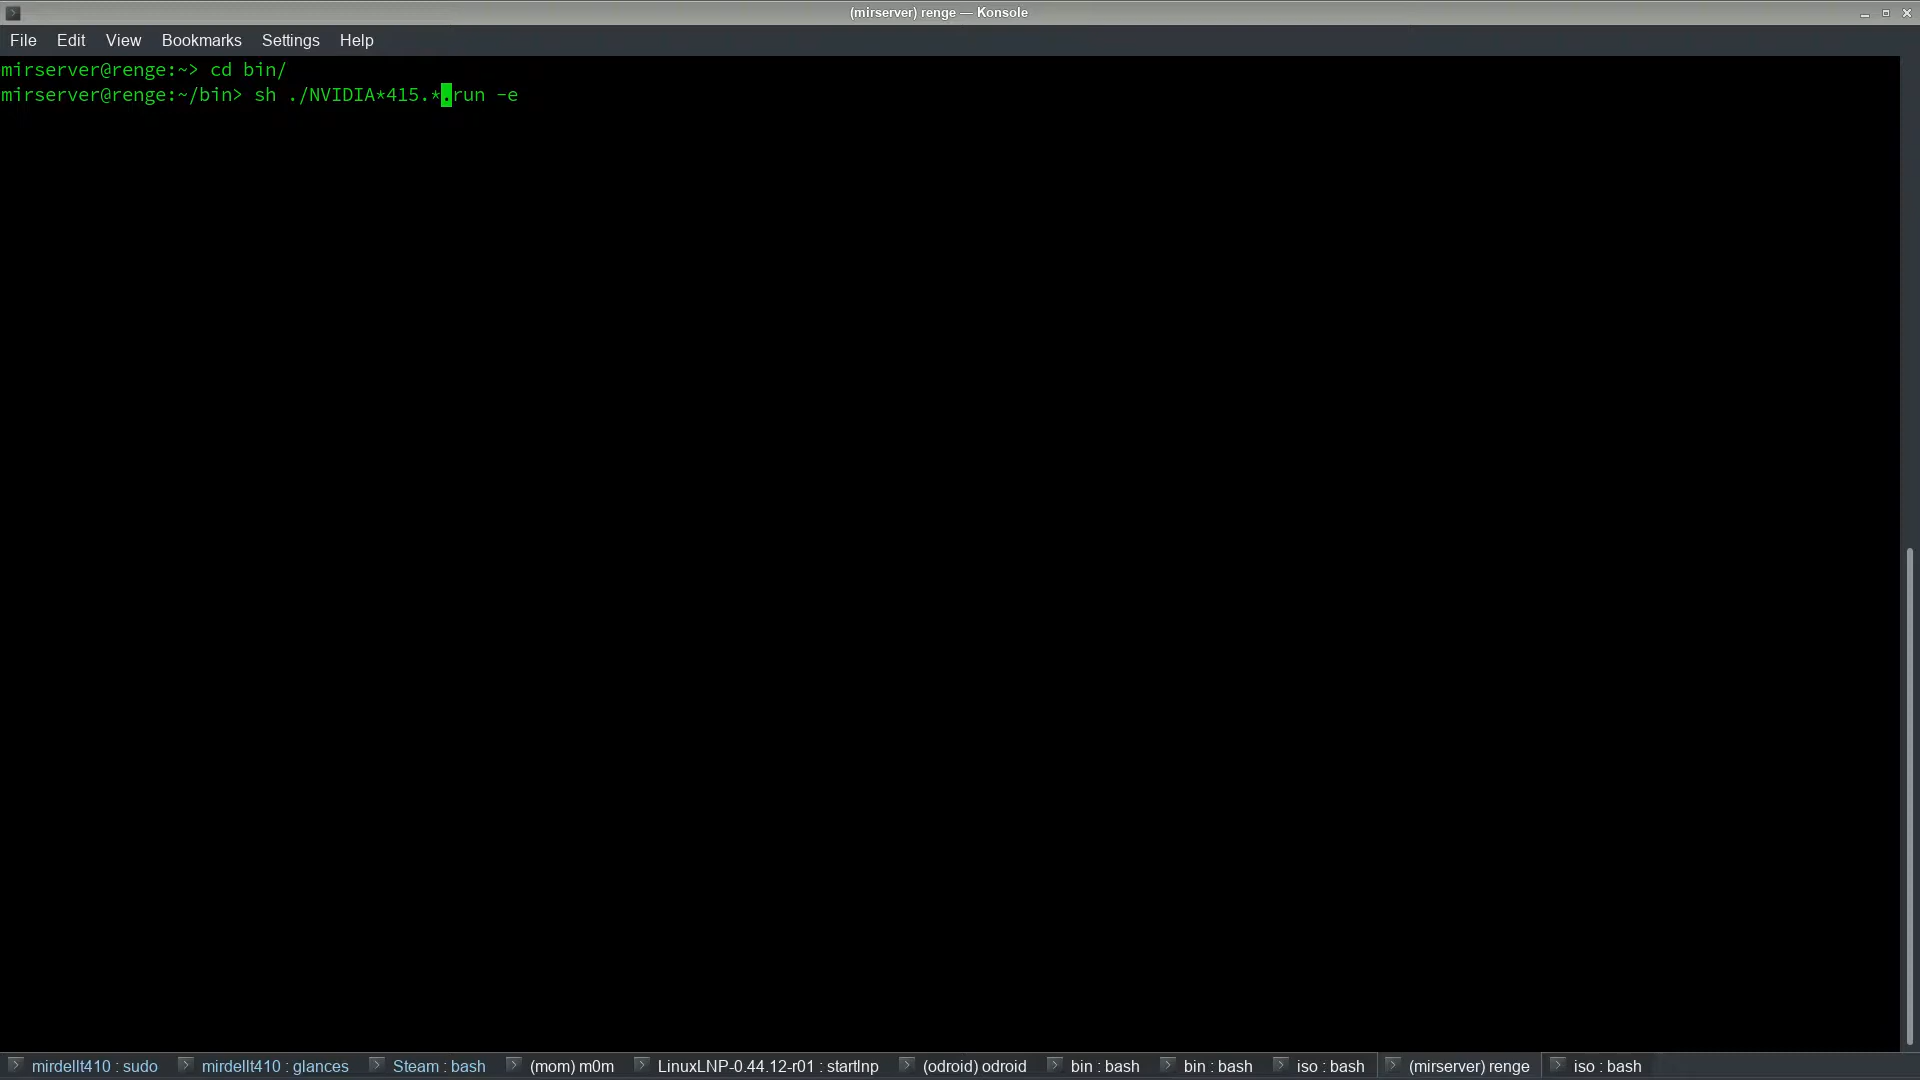 (mirserver) renge — Konsole
File Edit View Bookmarks Settings Help
mirserver@renge:~> cd bin/
mirserver@renge:~/bin> sh ./NVIDIA*415.*.run -e
mirdellt410 : sudo mirdellt410 : glances Steam : bash (mom) m0m LinuxLNP-0.44.12-r01 : startlnp (odroid) odroid bin : bash bin : bash iso : bash (mirserver) renge iso : bash